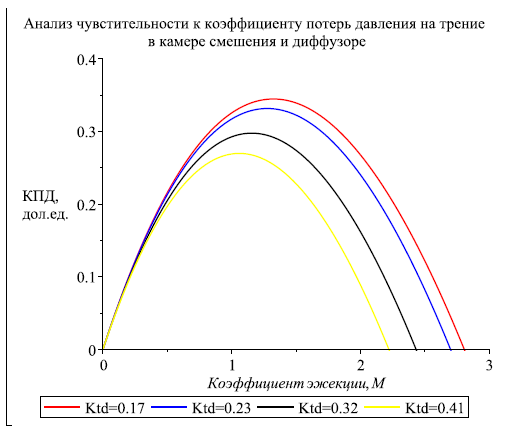 Анализ чувстительности к коэффициенту потерь давления на трение
в камере смешения и диффузоре
0.4
0.3
КПД,
дол.ед.
0.2
0.1
0
0 1 2 3
Коэффициент эжекции, М
Ktd=0.17 Ktd=0.23 Ktd=0.32 Ktd=0.41